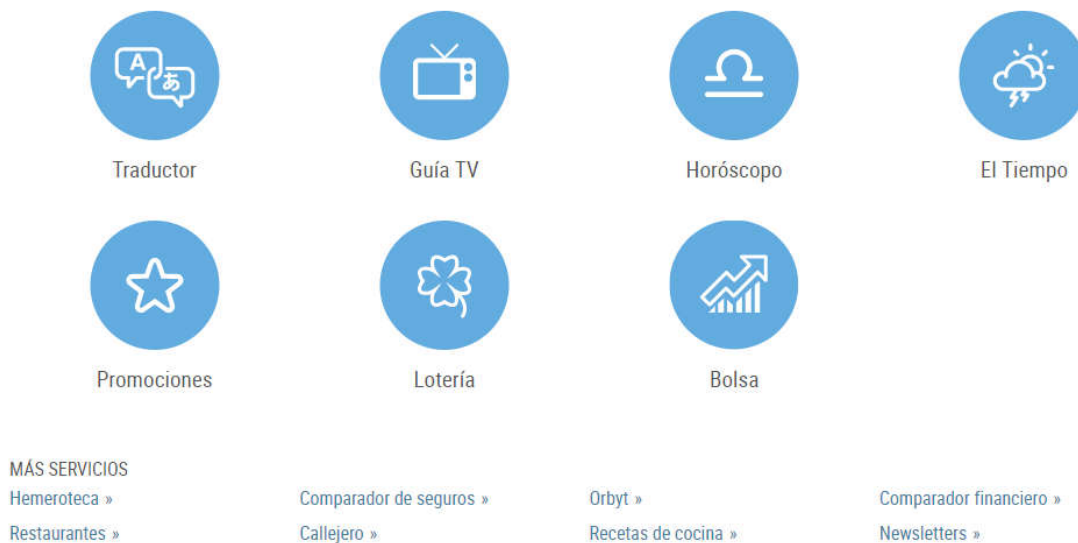 A あ
Traductor Guía TV Horóscopo El Tiempo
Promociones Lotería Bolsa
MÁS SERVICIOS
Hemeroteca » Comparador de seguros » Orbyt » Comparador financiero »
Restaurantes » Callejero » Recetas de cocina » Newsletters »